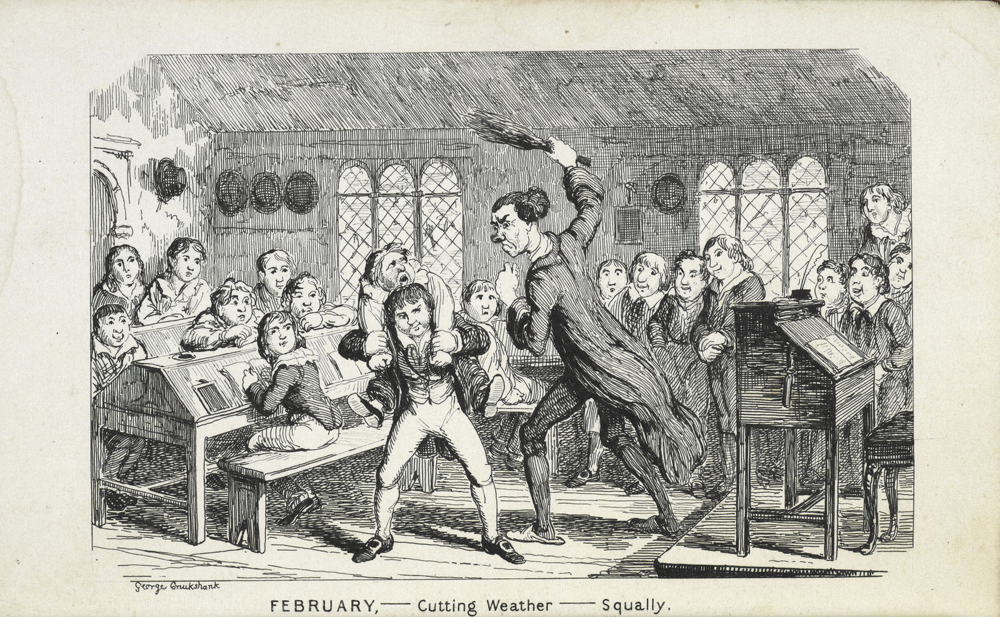 George Cruikshank
FEBRUARY,— Cutting Weather — Squally.